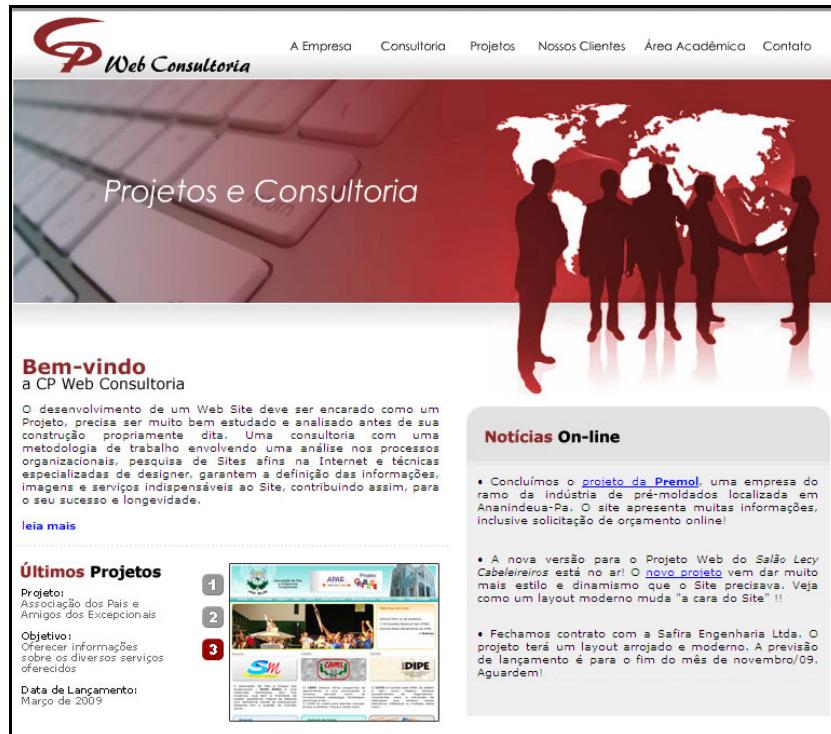 CP Web Consultoria
A Empresa Consultoria Projetos Nossos Clientes Área Acadêmica Contato
Projetos e Consultoria
Bem-vindo
a CP Web Consultoria
O desenvolvimento de um Web Site deve ser encarado como um
Projeto, precisa ser muito bem estudado e analisado antes de sua
construção propriamente dita. Uma consultoria com uma
metodologia de trabalho envolvendo uma análise nos processos
organizacionais, pesquisa de Sites afins na Internet e técnicas
especializadas de designer, garantem a definição das informações,
imagens e serviços indispensáveis ao Site, contribuindo assim, para
o seu sucesso e longevidade.
leia mais
Últimos Projetos
Projeto:
Associação dos Pais e
Amigos dos Excepcionais
Objetivo:
Oferecer informações
sobre os diversos serviços
oferecidos
Data de Lançamento:
Março de 2009
1
2
3
APAE
Sm
CAMS
DIPE
Notícias On-line
• Concluímos o projeto da Premol, uma empresa do
ramo da indústria de pré-moldados localizada em
Ananindeua-Pa. O site apresenta muitas informações,
inclusive solicitação de orçamento online!
• A nova versão para o Projeto Web do Salão Lecy
Cabeleireiros está no ar! O novo projeto vem dar muito
mais estilo e dinamismo que o Site precisava. Veja
como um layout moderno muda "a cara do Site" !!
• Fechamos contrato com a Safira Engenharia Ltda. O
projeto terá um layout arrojado e moderno. A previsão
de lançamento é para o fim do mês de novembro/09.
Aguardem!